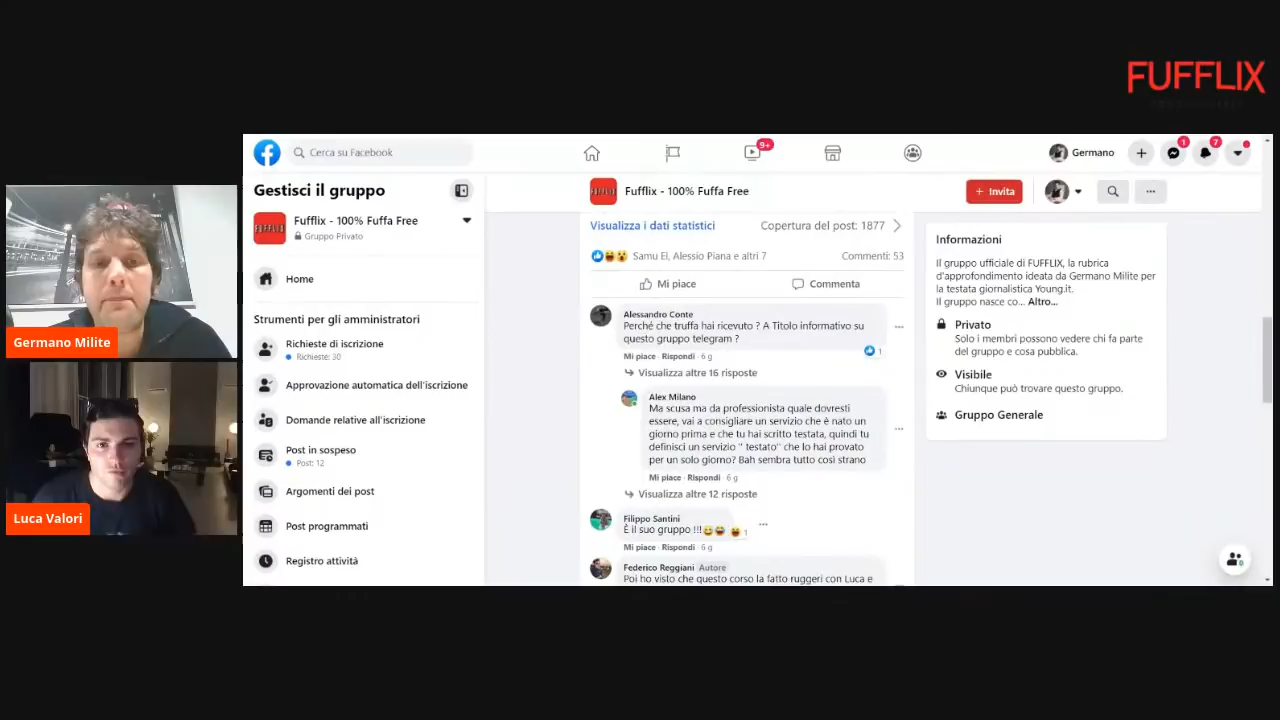 FUFFLIX
Cerca su Facebook
9+
Germano
1
7
Gestisci il gruppo
Fufflix - 100% Fuffa Free
Gruppo Privato
Home
Strumenti per gli amministratori
Richieste di iscrizione
Richieste: 30
Approvazione automatica dell'iscrizione
Domande relative all'iscrizione
Post in sospeso
Post: 12
Argomenti dei post
Post programmati
Registro attività
FUFFLIX
Fufflix - 100% Fuffa Free
+ Invita
Visualizza i dati statistici
Copertura del post: 1877
Samu El, Alessio Piana e altri 7
Commenti: 53
Mi piace
Commenta
Alessandro Conte
Perché che truffa hai ricevuto ? A Titolo informativo su
questo gruppo telegram ?
1
Mi piace · Rispondi · 6 g
Visualizza altre 16 risposte
Alex Milano
Ma scusa ma da professionista quale dovresti
essere, vai a consigliare un servizio che è nato un
giorno prima e che tu hai scritto testata, quindi tu
definisci un servizio " testato" che lo hai provato
per un solo giorno? Bah sembra tutto così strano
Mi piace · Rispondi · 6 g
Visualizza altre 12 risposte
Filippo Santini
È il suo gruppo !!!
1
Mi piace · Rispondi · 6 g
Federico Reggiani Autore
Poi ho visto che questo corso la fatto ruggeri con Luca e
Informazioni
Il gruppo ufficiale di FUFFLIX, la rubrica
d'approfondimento ideata da Germano Milite per
la testata giornalistica Young.it.
Il gruppo nasce co... Altro...
Privato
Solo i membri possono vedere chi fa parte
del gruppo e cosa pubblica.
Visibile
Chiunque può trovare questo gruppo.
Gruppo Generale
Germano Milite
Luca Valori